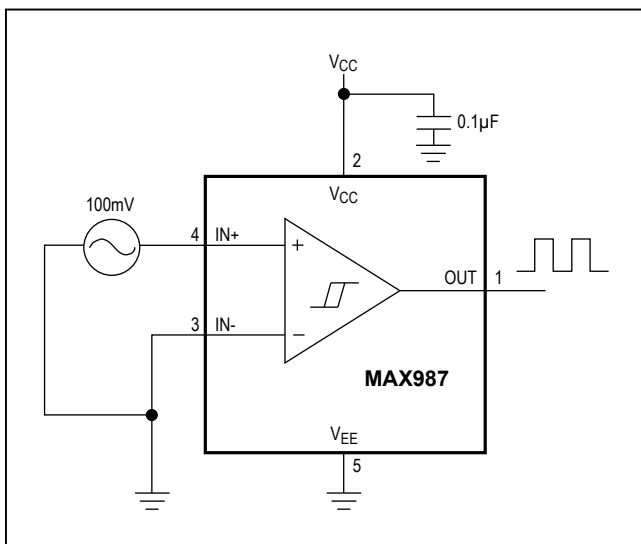 VCC
0.1µF
2
VCC
100mV
4 IN+
+
OUT 1
3 IN-
−
MAX987
VEE
5